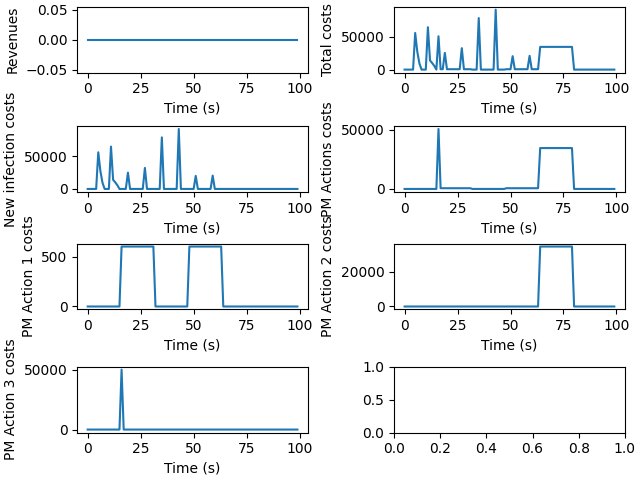 Revenues
0.05
0.00
−0.05
0 25 50 75 100
Time (s)
Total costs
50000
0
0 25 50 75 100
Time (s)
New infection costs
50000
0
0 25 50 75 100
Time (s)
PM Actions costs
50000
0
0 25 50 75 100
Time (s)
PM Action 1 costs
500
0
0 25 50 75 100
Time (s)
PM Action 2 costs
20000
0
0 25 50 75 100
Time (s)
PM Action 3 costs
50000
0
0 25 50 75 100
Time (s)
1.0
0.5
0.0
0.0 0.2 0.4 0.6 0.8 1.0